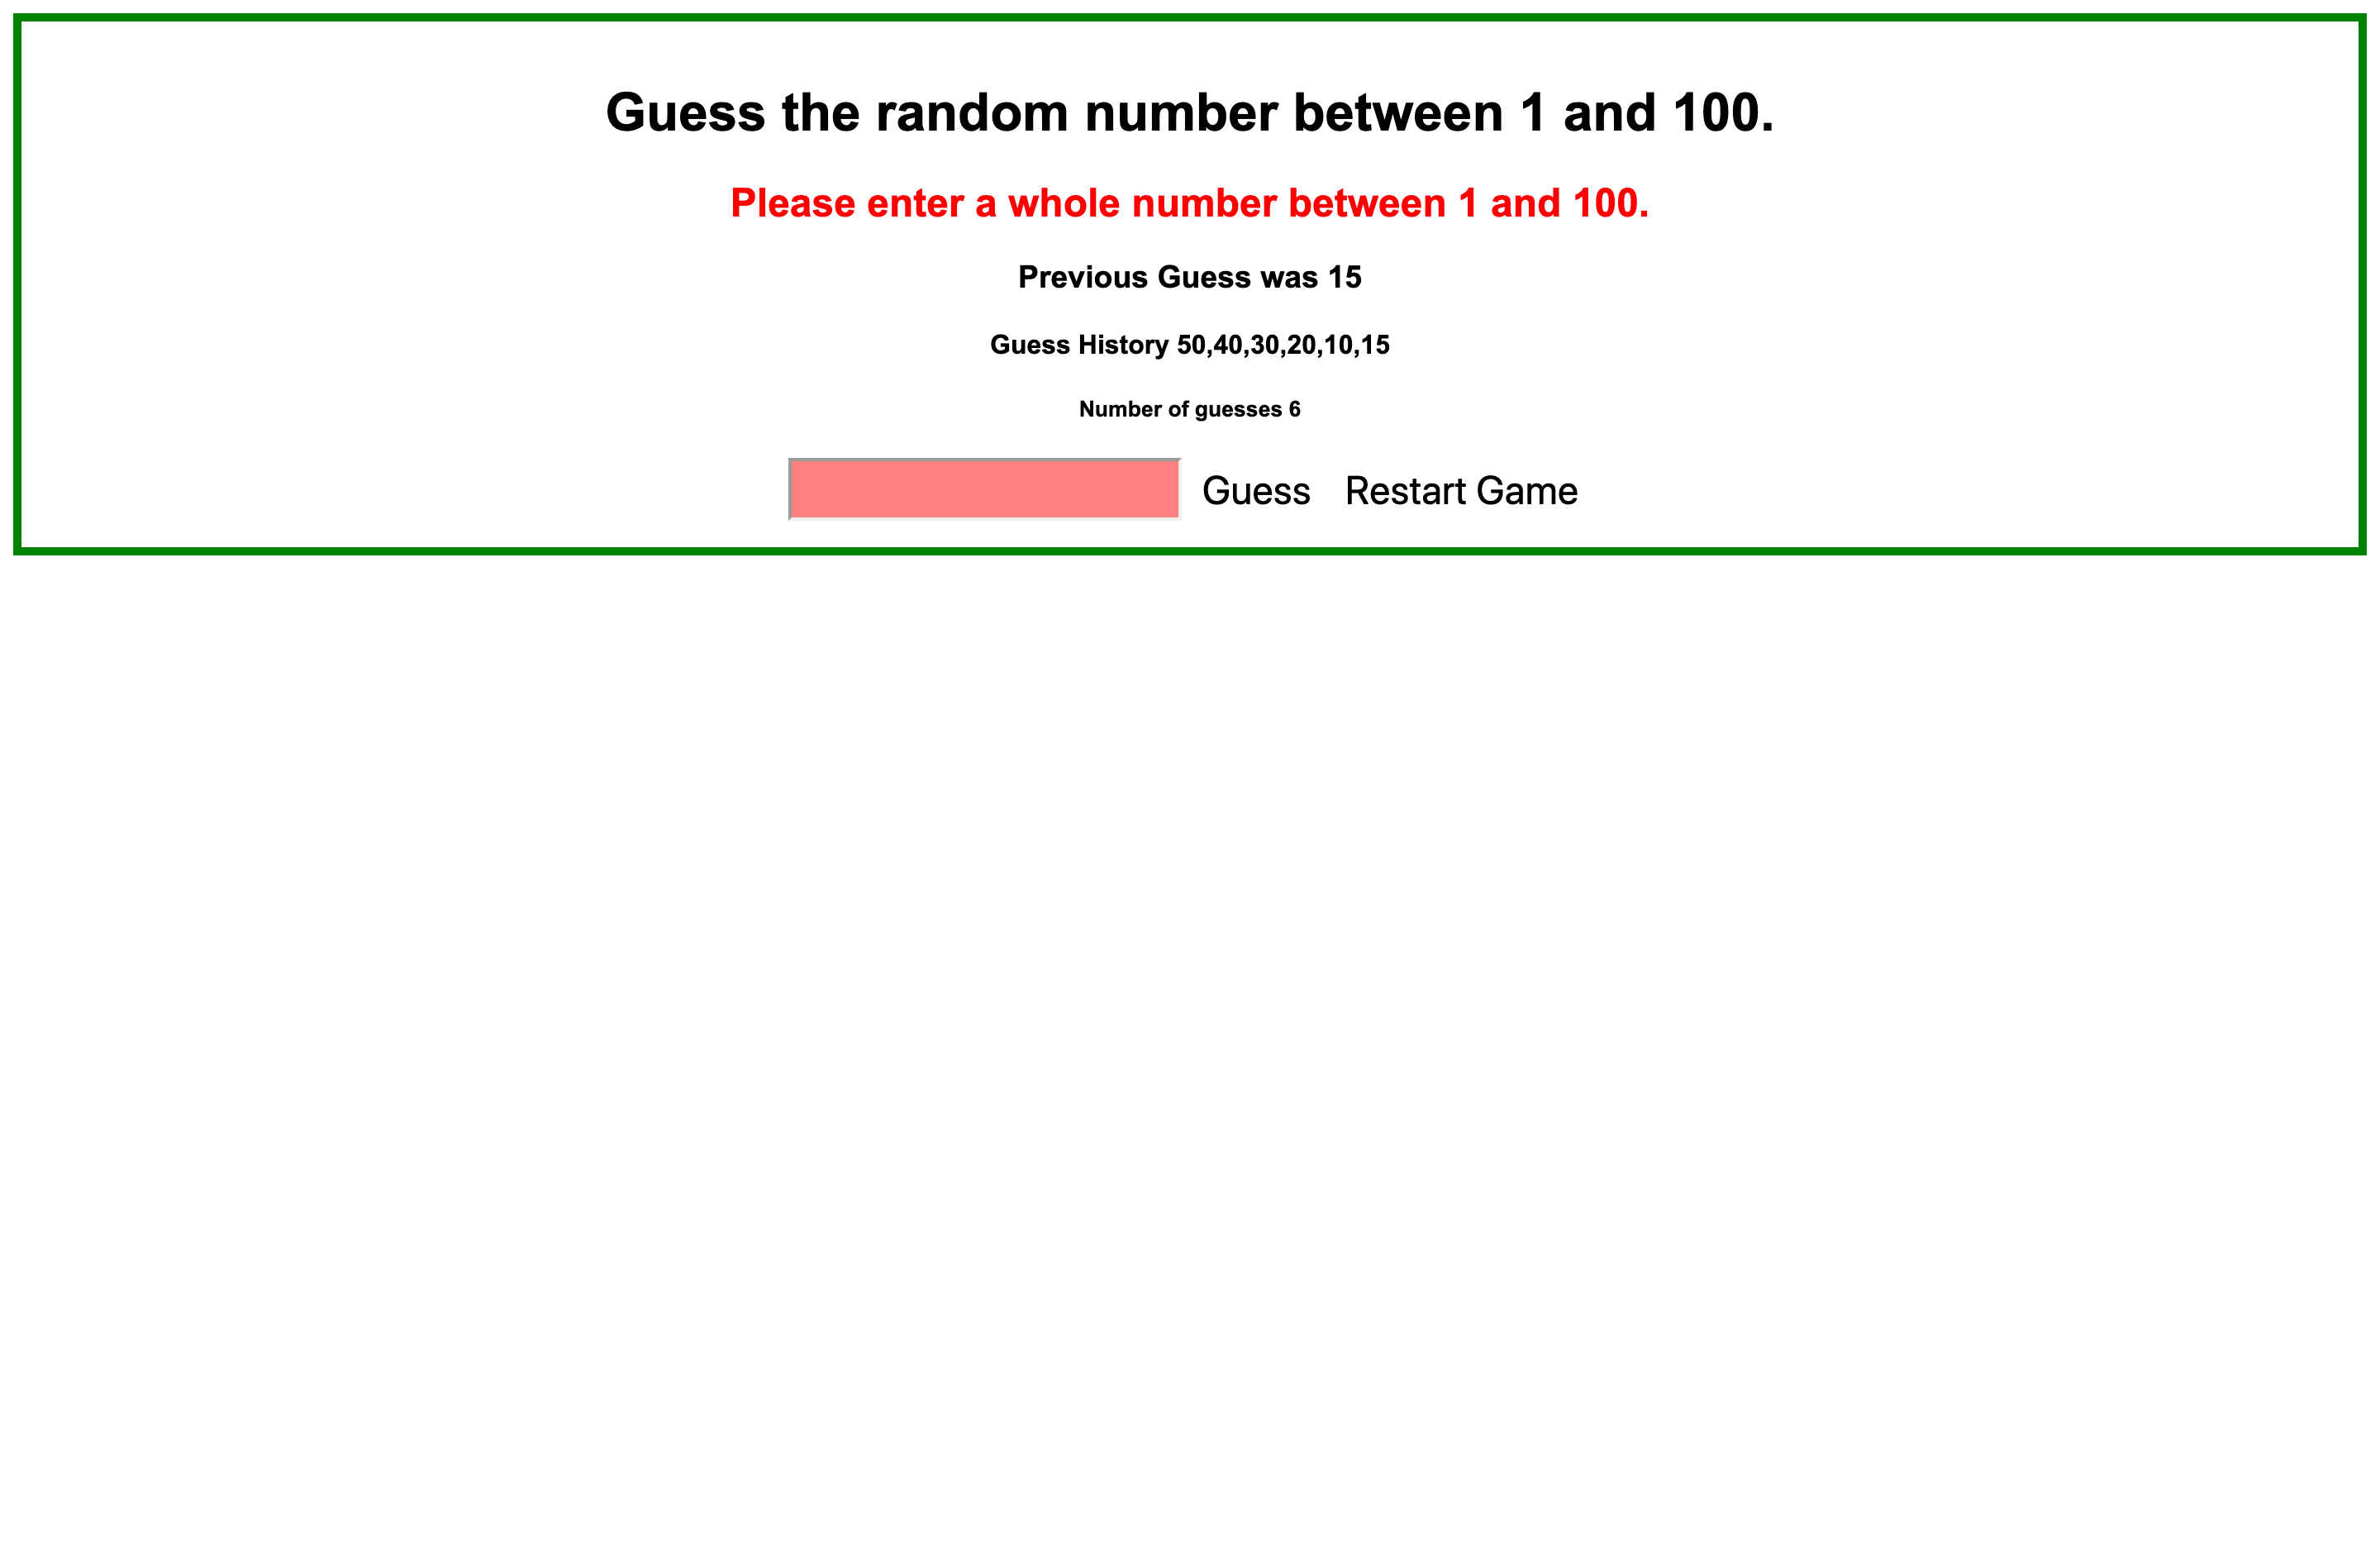 Guess the random number between 1 and 100.
Please enter a whole number between 1 and 100.
Previous Guess was 15
Guess History 50,40,30,20,10,15
Number of guesses 6
Guess Restart Game